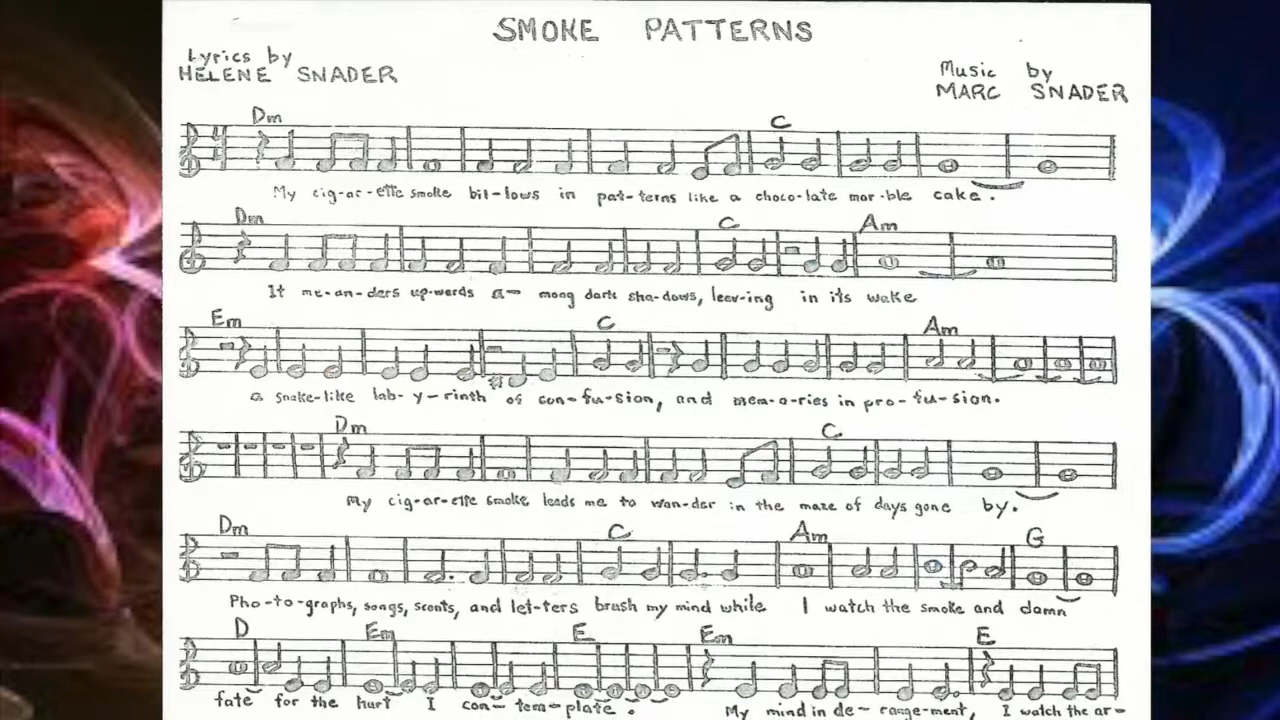 SMOKE PATTERNS
Lyrics by
HELENE SNADER
Music by
MARC SNADER
Dm C
My cig-ar-ette smoke bil-lows in pat-terns like a choco-late mar-ble cake.
Dm C Am
It me-an-ders up-wards a- mong dark sha-dows, leav-ing in its wake
Em C Am
a snake-like lab-y-rinth of con-fu-sion, and mem-o-ries in pro-fu-sion.
Dm C
My cig-ar-ette smoke leads me to wan-der in the maze of days gone by.
Dm C Am G
Pho-to-graphs, songs, scents, and let-ters brush my mind while I watch the smoke and damn
D Em E Em E
fate for the hurt I con-tem-plate. My mind in de-range-ment, I watch the ar-